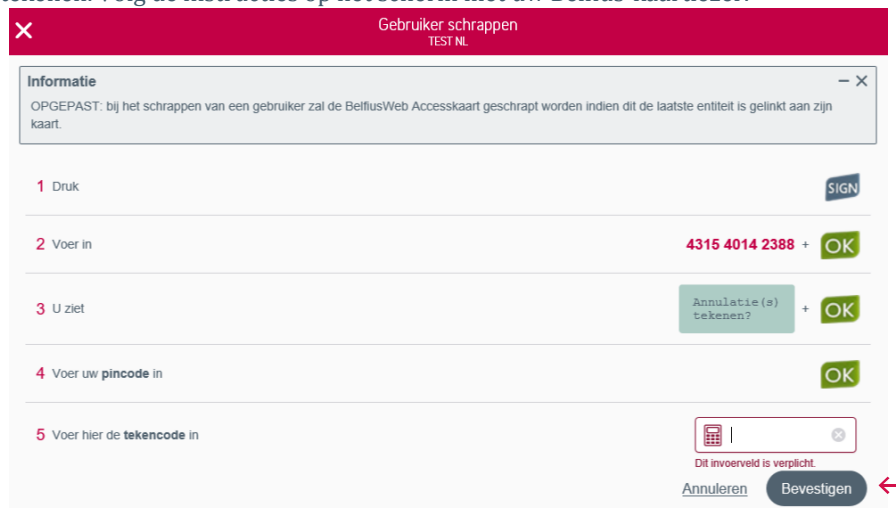 Gebruiker schrappen
TEST NL
Informatie
OPGEPAST: bij het schrappen van een gebruiker zal de BelfiusWeb Accesskaart geschrapt worden indien dit de laatste entiteit is gelinkt aan zijn
kaart.
1 Druk SIGN
2 Voer in 4315 4014 2388 + OK
3 U ziet Annulatie(s) tekenen? + OK
4 Voer uw pincode in OK
5 Voer hier de tekencode in
Dit invoerveld is verplicht.
Annuleren Bevestigen